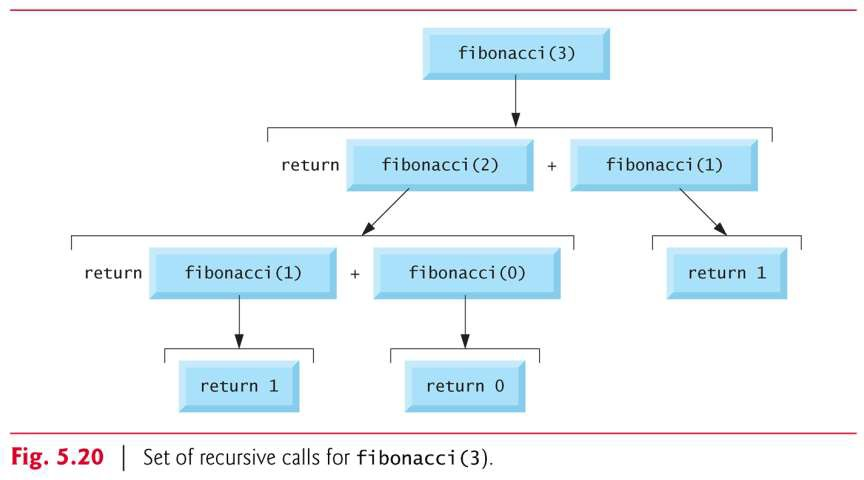 fibonacci(3)
return fibonacci(2) + fibonacci(1)
return fibonacci(1) + fibonacci(0)
return 1
return 1
return 0
Fig. 5.20 | Set of recursive calls for fibonacci(3).